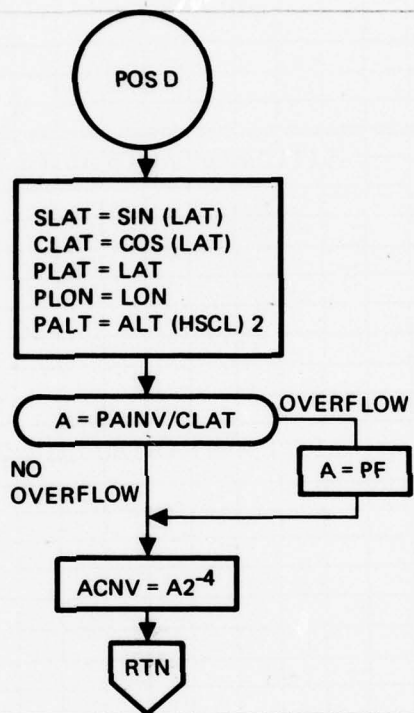 POS D
SLAT = SIN (LAT)
CLAT = COS (LAT)
PLAT = LAT
PLON = LON
PALT = ALT (HSCL) 2
A = PAINV/CLAT
OVERFLOW
NO
OVERFLOW
A = PF
ACNV = A2⁻⁴
RTN